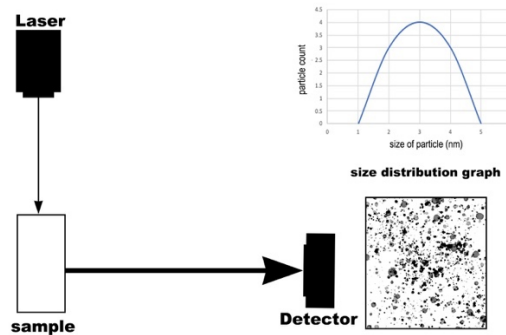 Laser
sample
Detector
4.5
4
3.5
3
2.5
2
1.5
1
0.5
0
particle count
0 1 2 3 4 5
size of particle (nm)
size distribution graph